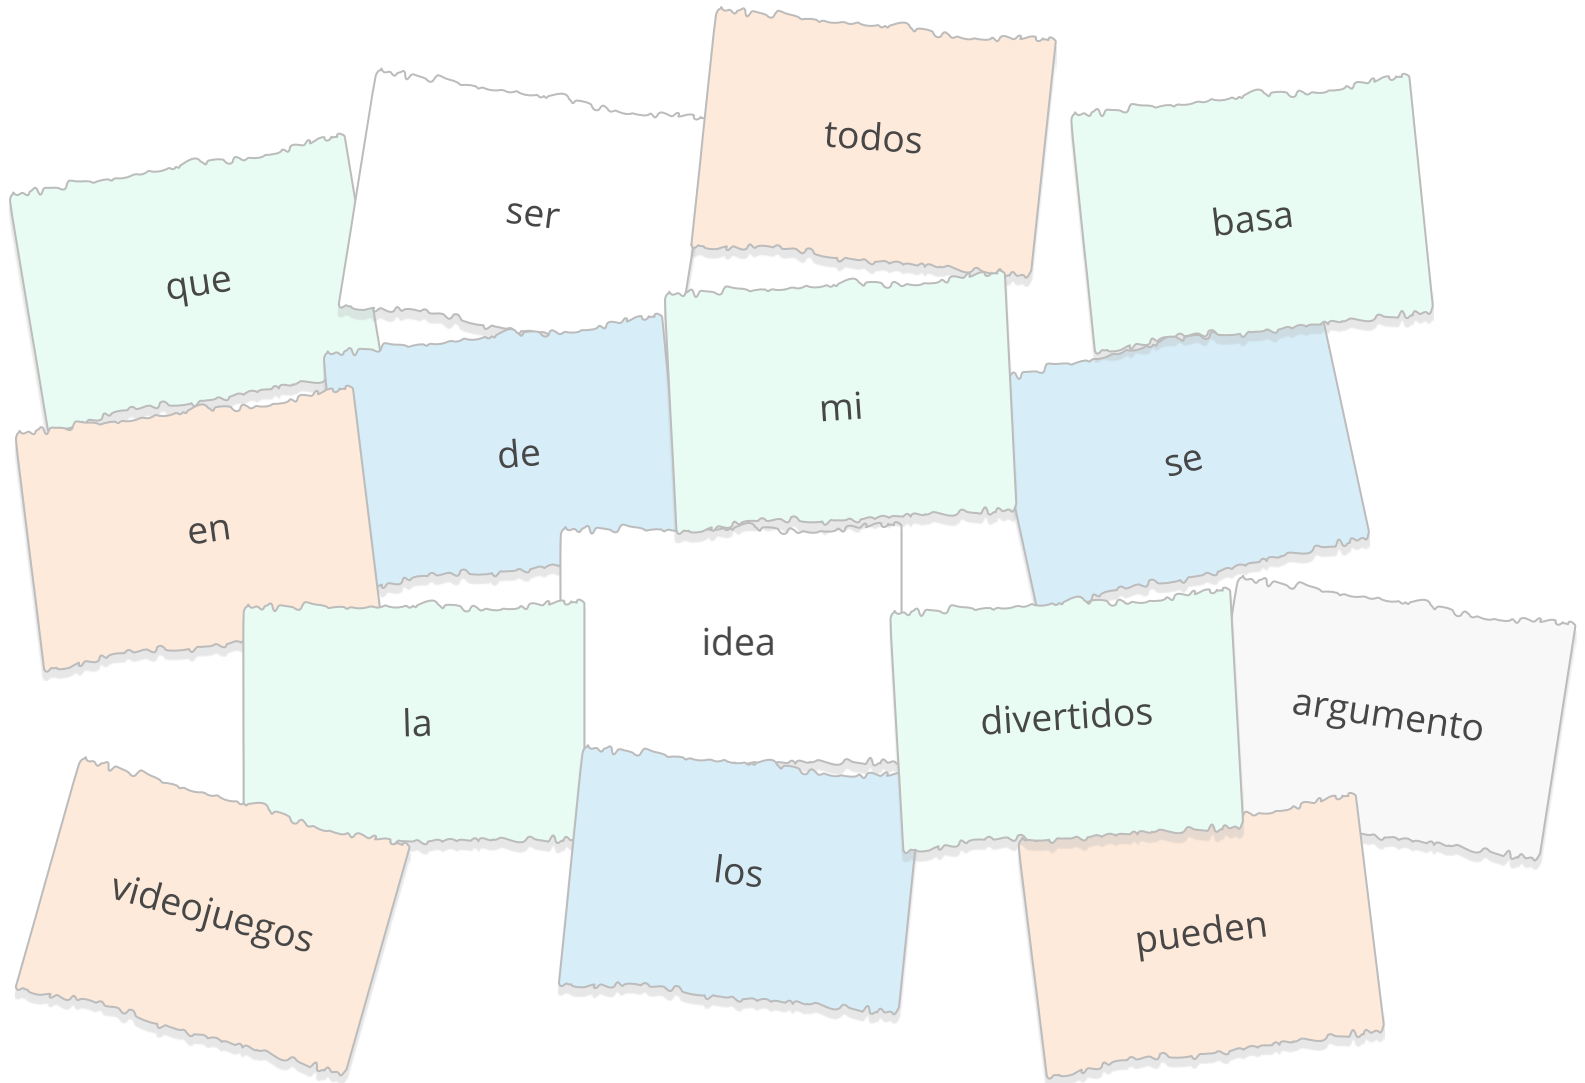 todos
ser
basa
que
mi
de
se
en
idea
la
divertidos
argumento
los
videojuegos
pueden